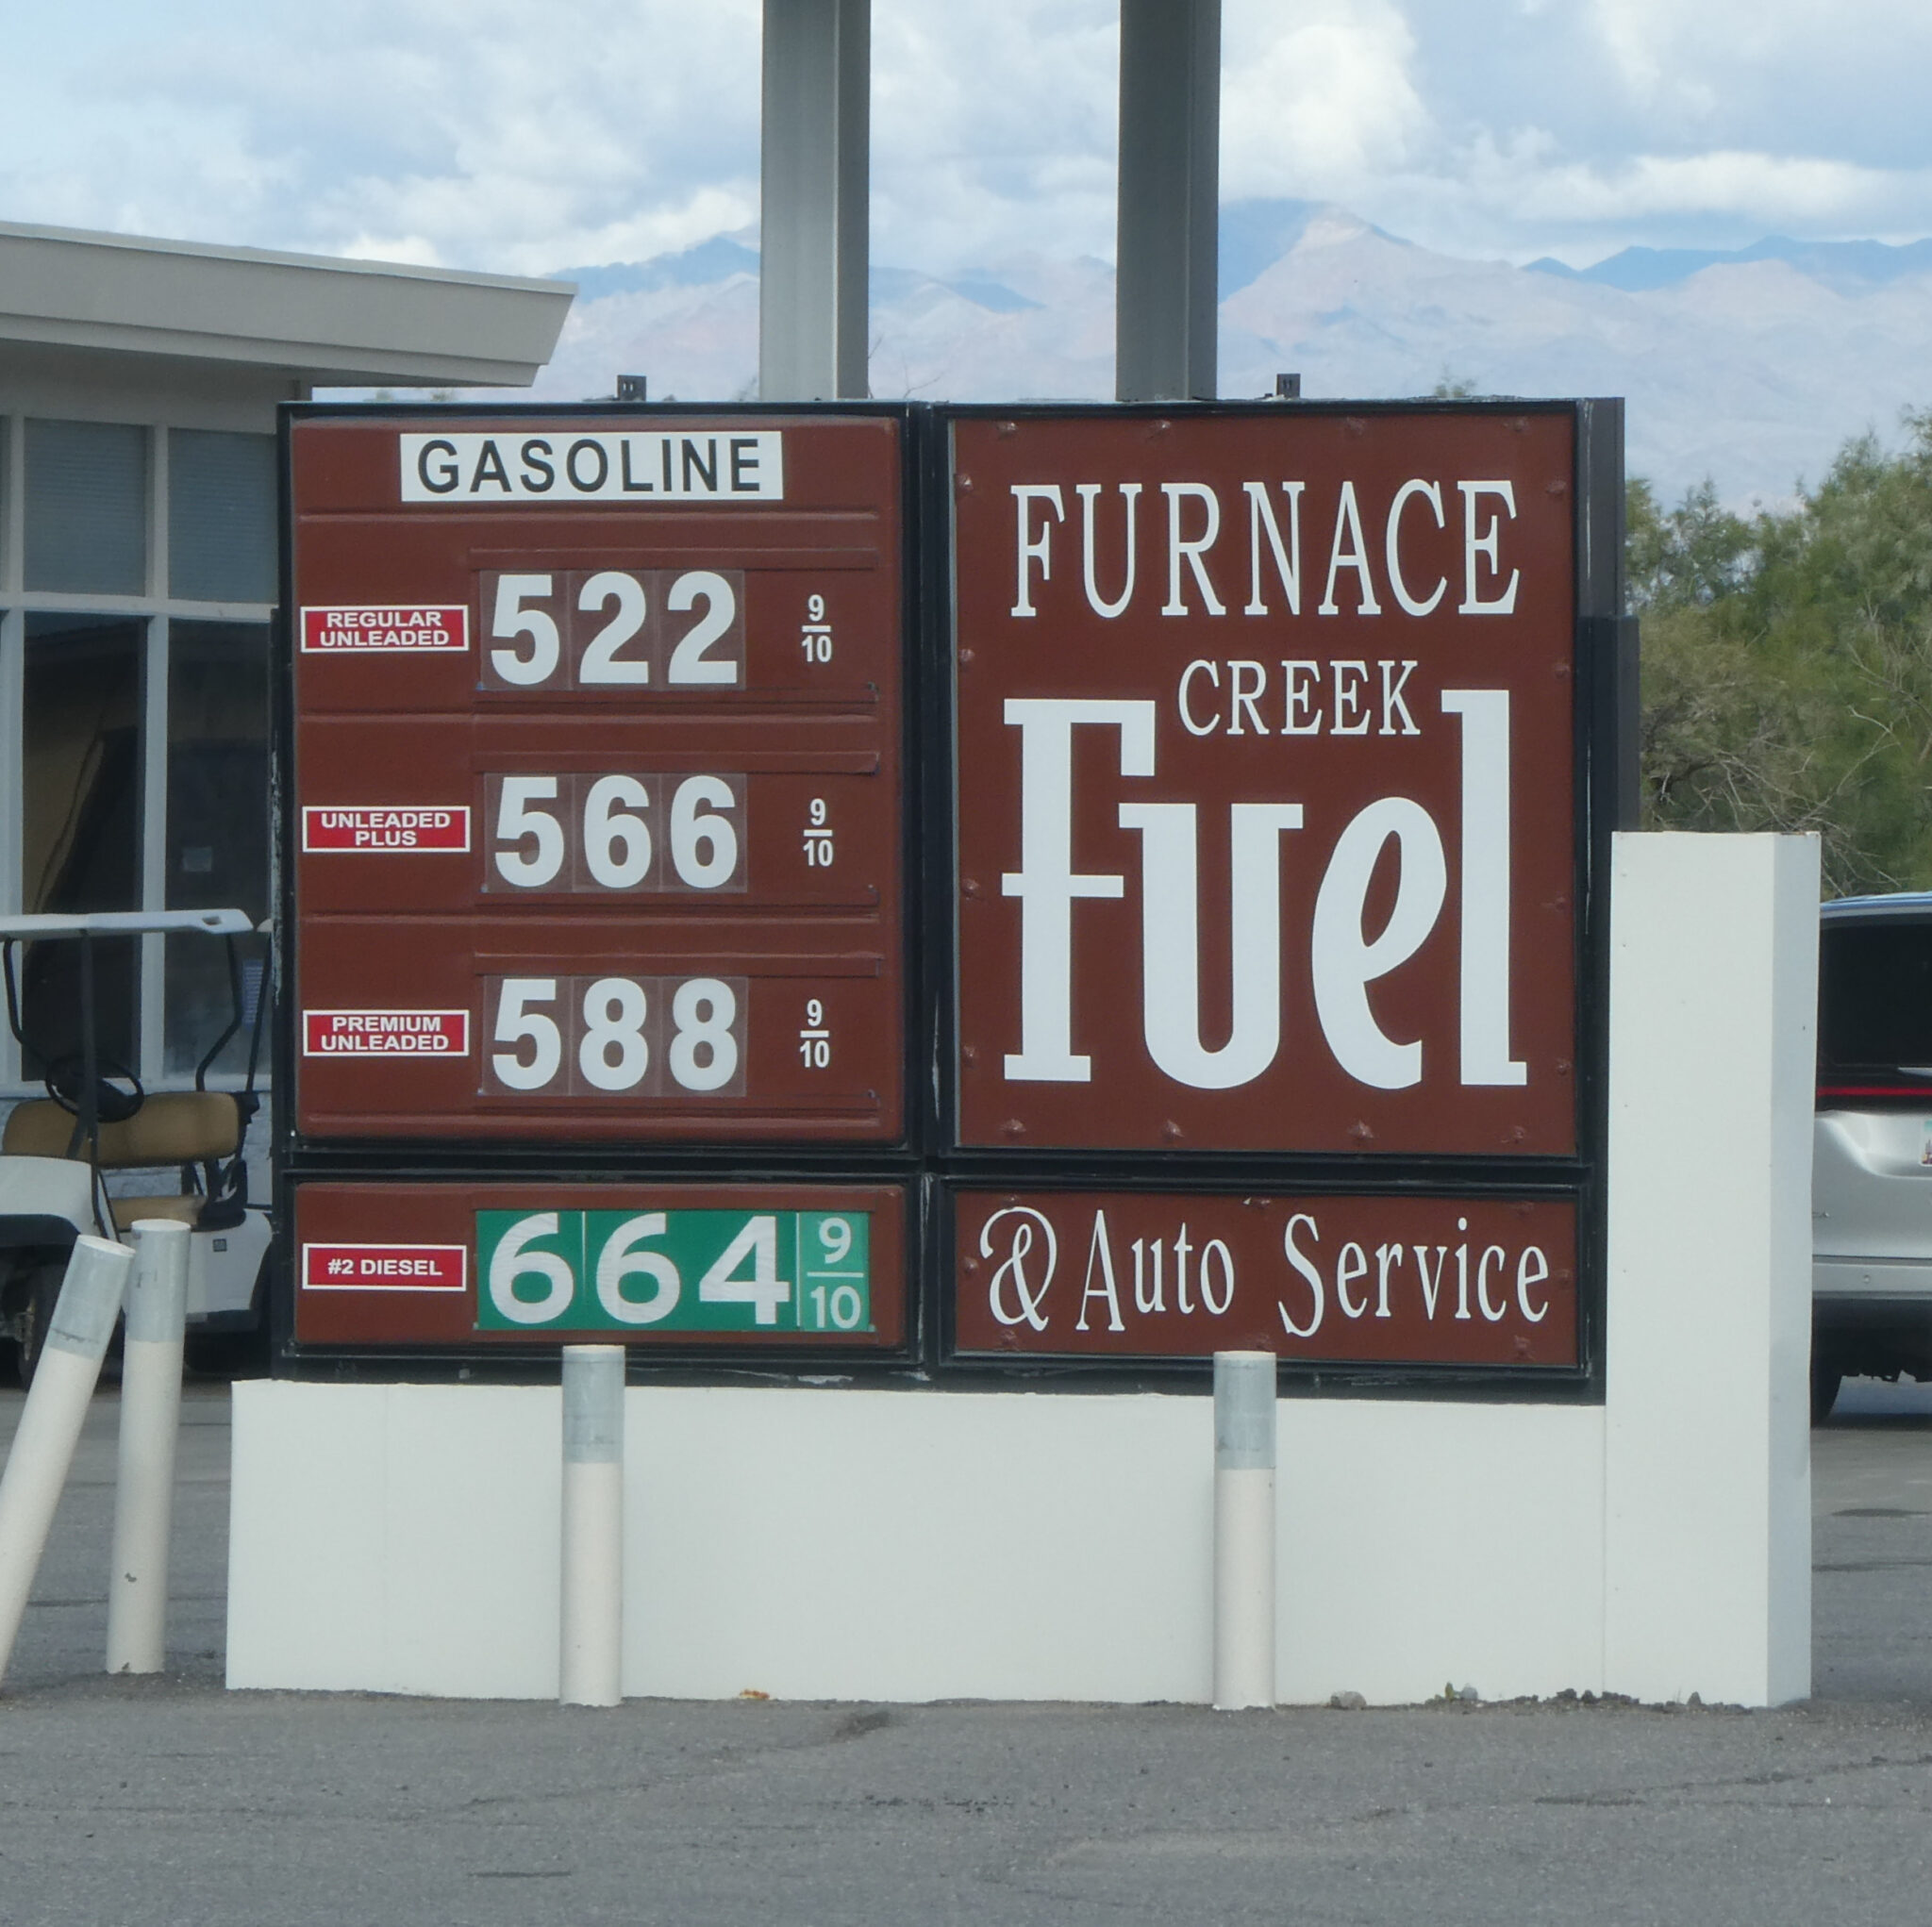 GASOLINE
REGULAR
UNLEADED
522 9/10
UNLEADED
PLUS
566 9/10
PREMIUM
UNLEADED
588 9/10
#2 DIESEL
664 9/10
FURNACE
CREEK
Fuel
& Auto Service